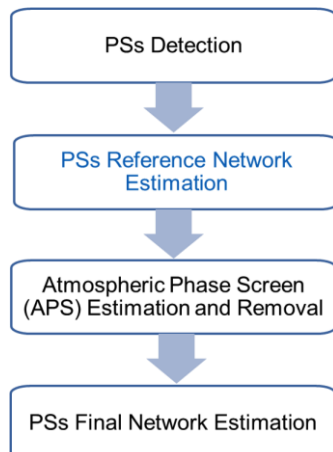 PSs Detection
PSs Reference Network
Estimation
Atmospheric Phase Screen
(APS) Estimation and Removal
PSs Final Network Estimation